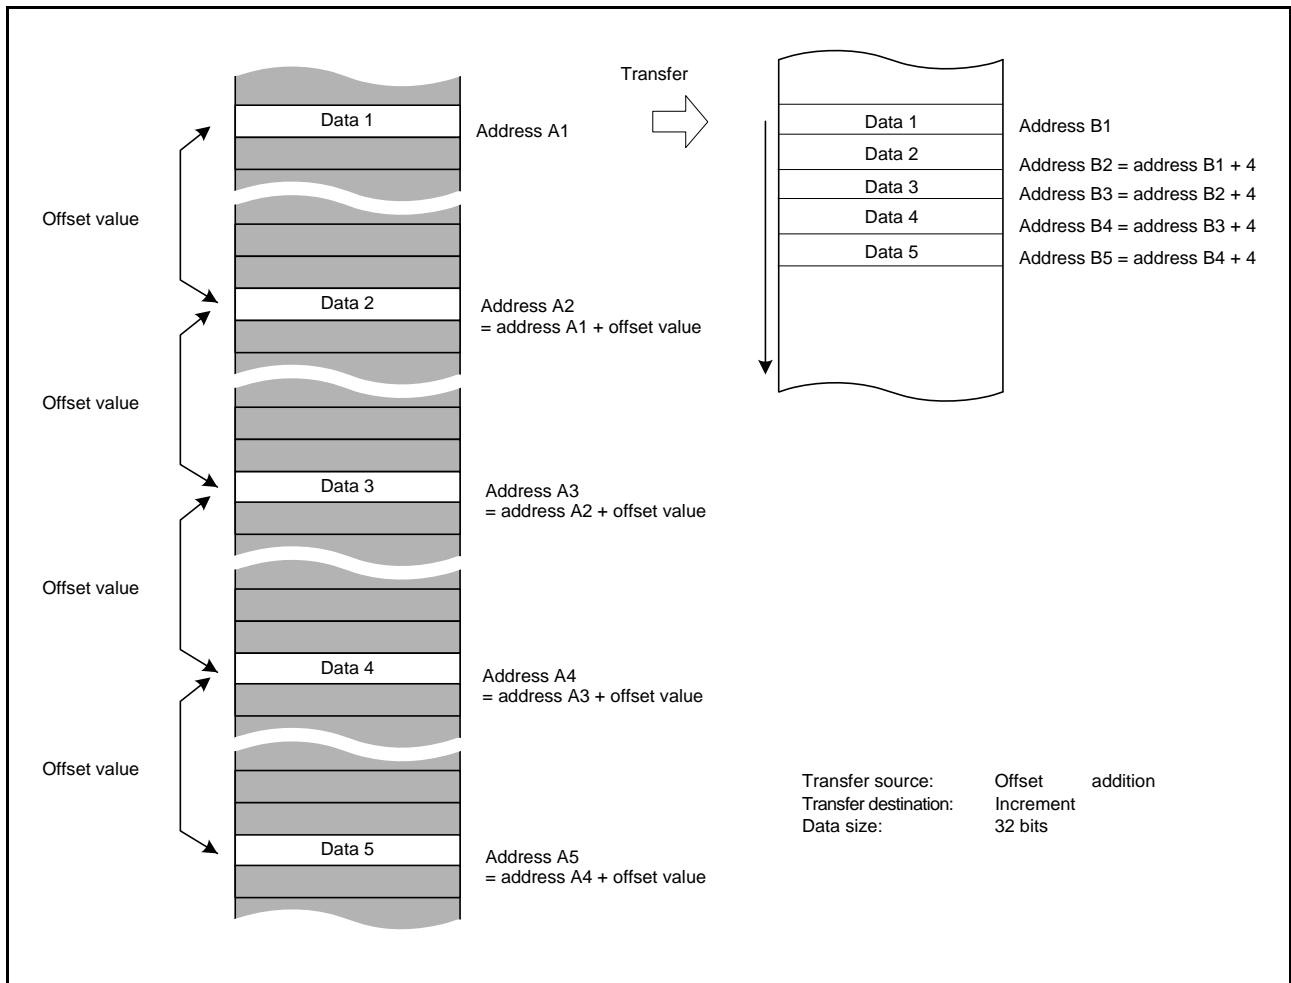 Transfer
Data 1
Address A1
Offset value
Data 2
Address A2
= address A1 + offset value
Offset value
Data 3
Address A3
= address A2 + offset value
Offset value
Data 4
Address A4
= address A3 + offset value
Offset value
Data 5
Address A5
= address A4 + offset value
Data 1
Address B1
Data 2
Address B2 = address B1 + 4
Data 3
Address B3 = address B2 + 4
Data 4
Address B4 = address B3 + 4
Data 5
Address B5 = address B4 + 4
Transfer source: Offset addition
Transfer destination: Increment
Data size: 32 bits